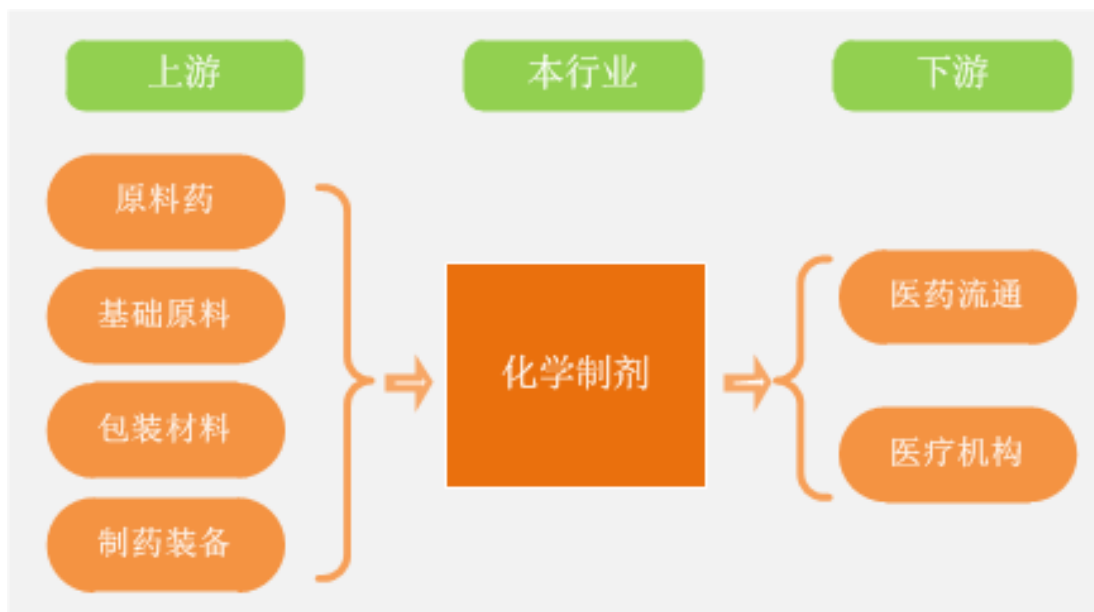 上游
本行业
下游
原料药
基础原料
包装材料
制药装备
化学制剂
医药流通
医疗机构